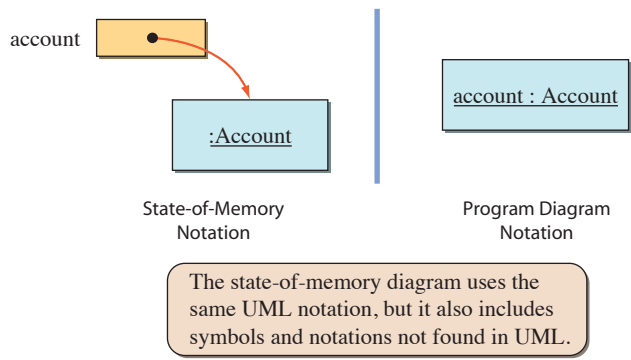 account
:Account
account : Account
State-of-Memory
Notation
Program Diagram
Notation
The state-of-memory diagram uses the
same UML notation, but it also includes
symbols and notations not found in UML.